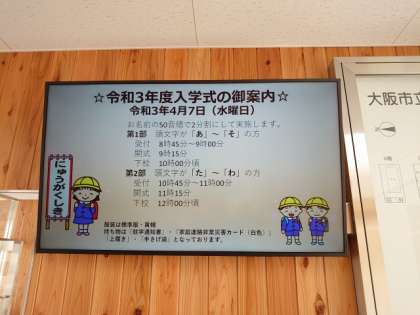 ☆令和3年度入学式の御案内☆
令和3年4月7日（水曜日）
お名前の50音順で2分割にして実施します。
第1部 頭文字が「あ」～「そ」の方
受付 8時45分～9時00分
開式 9時15分
下校 10時00分頃
第2部 頭文字が「た」～「わ」の方
受付 10時45分～11時00分
開式 11時15分
下校 12時00分頃
服装は標準服・黄帽
持ち物は「就学通知書」・「家庭連絡非常災害カード（白色）」
「上履き」・「手さげ袋」となっております。
にゅうがくしき
大阪市立